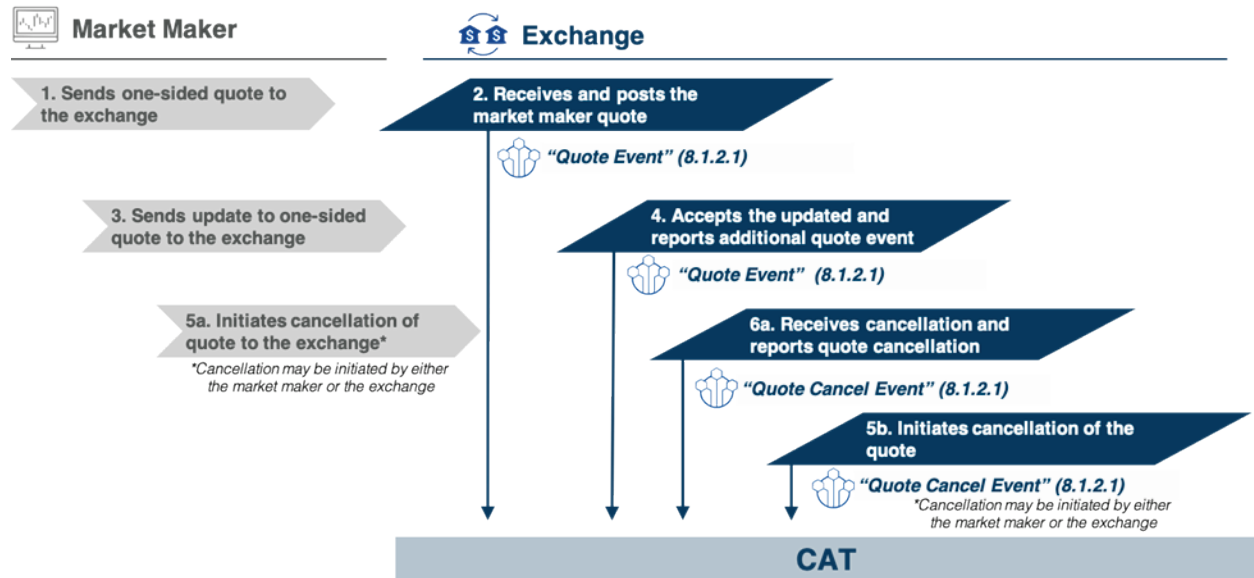 Market Maker
Exchange
1. Sends one-sided quote to
the exchange
2. Receives and posts the
market maker quote
“Quote Event” (8.1.2.1)
3. Sends update to one-sided
quote to the exchange
4. Accepts the updated and
reports additional quote event
“Quote Event” (8.1.2.1)
5a. Initiates cancellation of
quote to the exchange*
*Cancellation may be initiated by either
the market maker or the exchange
6a. Receives cancellation and
reports quote cancellation
“Quote Cancel Event” (8.1.2.1)
5b. Initiates cancellation of the
quote
“Quote Cancel Event” (8.1.2.1)
*Cancellation may be initiated by either
the market maker or the exchange
CAT